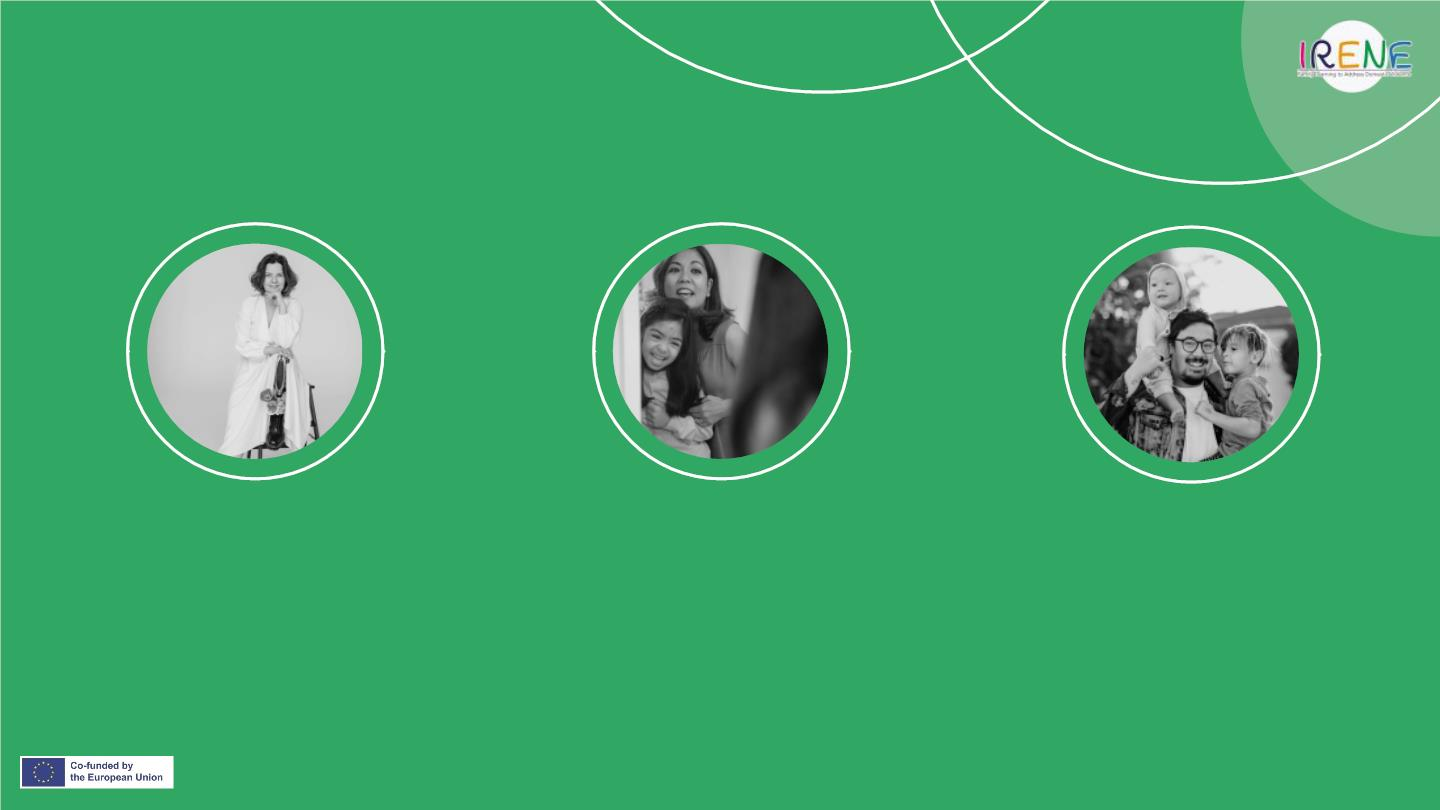 IRENE
Co-funded by
the European Union